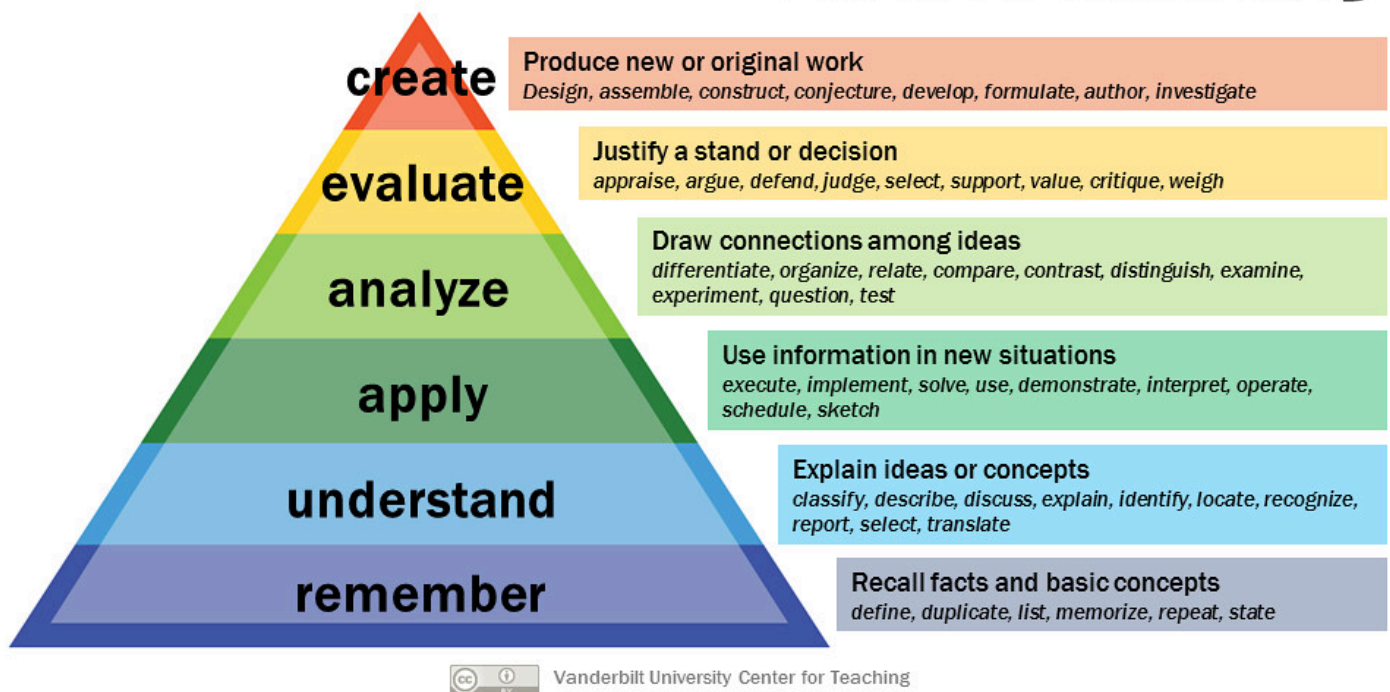 create
Produce new or original work
Design, assemble, construct, conjecture, develop, formulate, author, investigate
evaluate
Justify a stand or decision
appraise, argue, defend, judge, select, support, value, critique, weigh
analyze
Draw connections among ideas
differentiate, organize, relate, compare, contrast, distinguish, examine,
experiment, question, test
apply
Use information in new situations
execute, implement, solve, use, demonstrate, interpret, operate,
schedule, sketch
understand
Explain ideas or concepts
classify, describe, discuss, explain, identify, locate, recognize,
report, select, translate
remember
Recall facts and basic concepts
define, duplicate, list, memorize, repeat, state
cc
Vanderbilt University Center for Teaching